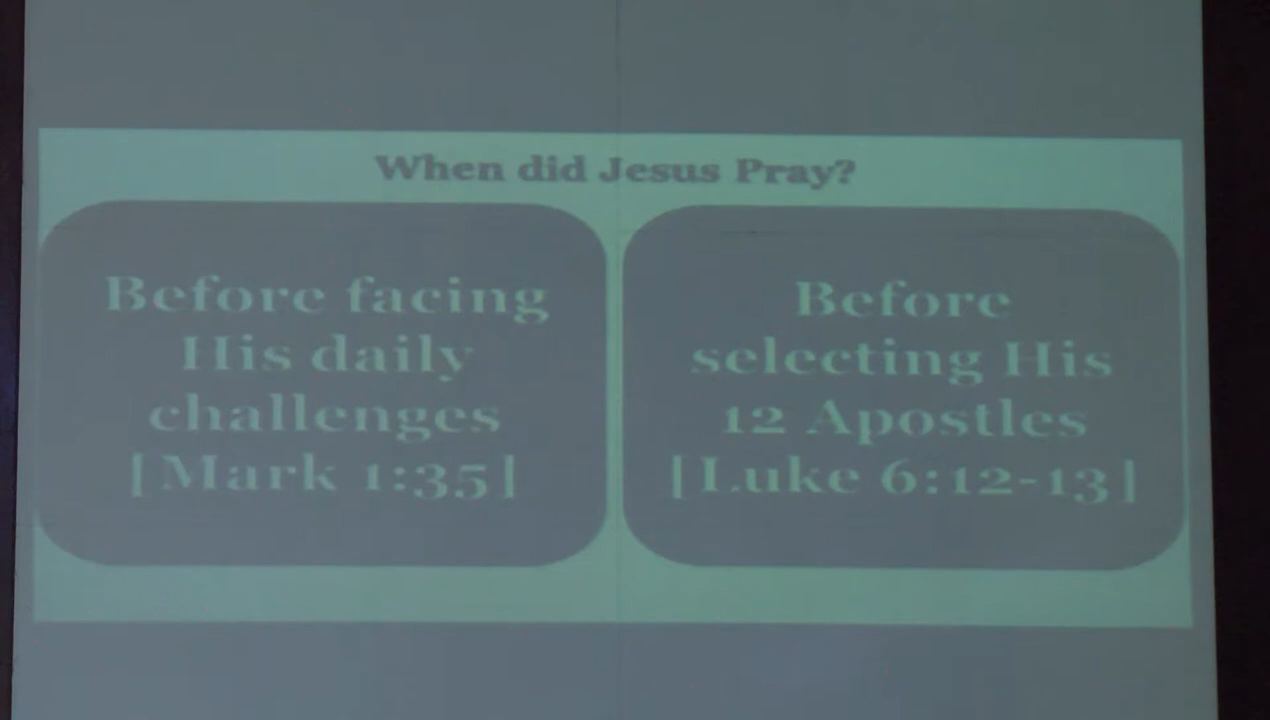 When did Jesus Pray?
Before facing
His daily
challenges
[Mark 1:35]
Before
selecting His
12 Apostles
[Luke 6:12-13]